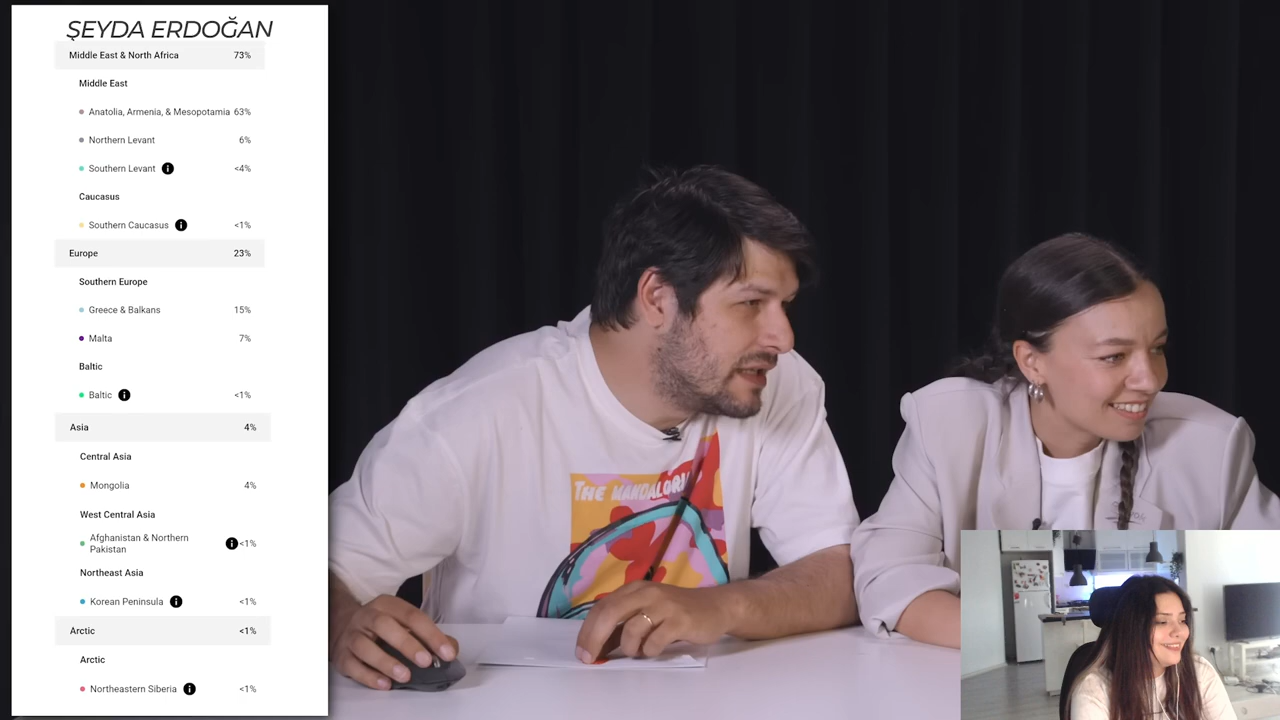 ŞEYDA ERDOĞAN
Middle East & North Africa 73%
Middle East
Anatolia, Armenia, & Mesopotamia 63%
Northern Levant 6%
Southern Levant i <4%
Caucasus
Southern Caucasus i <1%
Europe 23%
Southern Europe
Greece & Balkans 15%
Malta 7%
Baltic
Baltic i <1%
Asia 4%
Central Asia
Mongolia 4%
West Central Asia
Afghanistan & Northern
Pakistan i <1%
Northeast Asia
Korean Peninsula i <1%
Arctic <1%
Arctic
Northeastern Siberia i <1%
THE MANDALORI